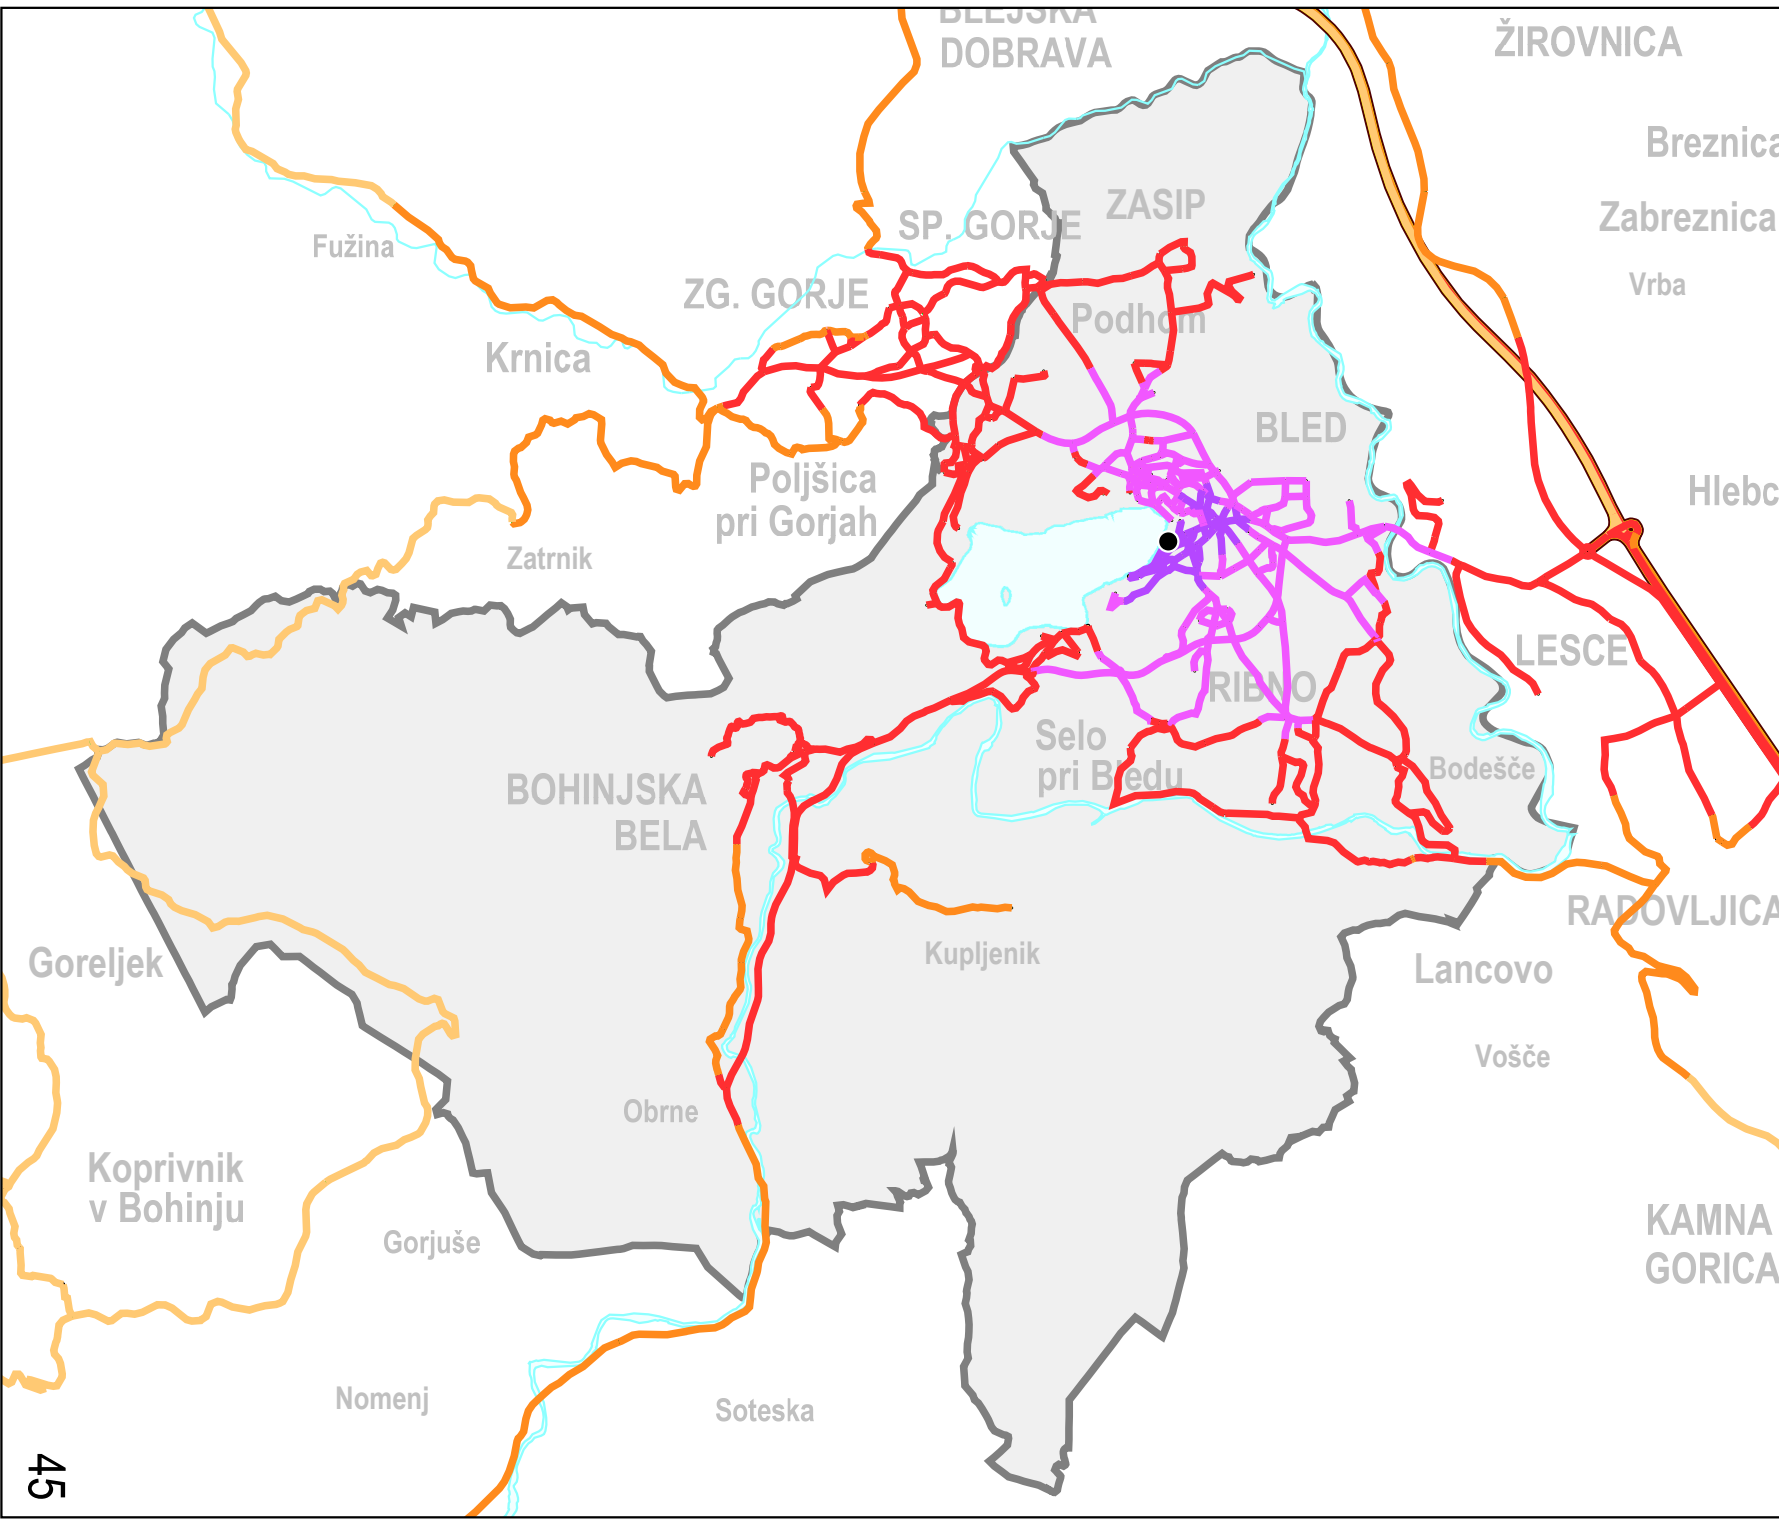 BLEJSKA
DOBRAVA
ŽIROVNICA
Breznica
ZASIP
SP. GORJE
Zabreznica
Fužina
ZG. GORJE
Vrba
Podhom
Krnica
BLED
Poljšica
pri Gorjah
Hlebc
Zatrnik
LESCE
RIBNO
Selo
pri Bledu
Bodešče
BOHINJSKA
BELA
RADOVLJICA
Kupljenik
Goreljek
Lancovo
Vošče
Obrne
Koprivnik
v Bohinju
KAMNA
GORICA
Gorjuše
Nomenj
Soteska
45